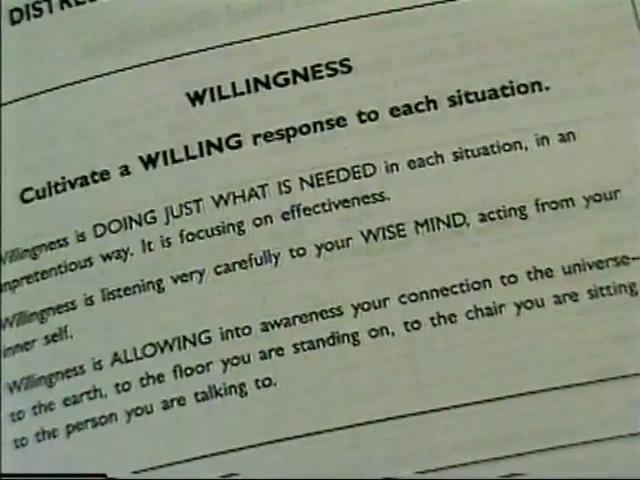 WILLINGNESS
Cultivate a WILLING response to each situation.
Willingness is DOING JUST WHAT IS NEEDED in each situation, in an
unpretentious way. It is focusing on effectiveness.
Willingness is listening very carefully to your WISE MIND, acting from your
inner self.
Willingness is ALLOWING into awareness your connection to the universe—
to the earth, to the floor you are standing on, to the chair you are sitting
to the person you are talking to.